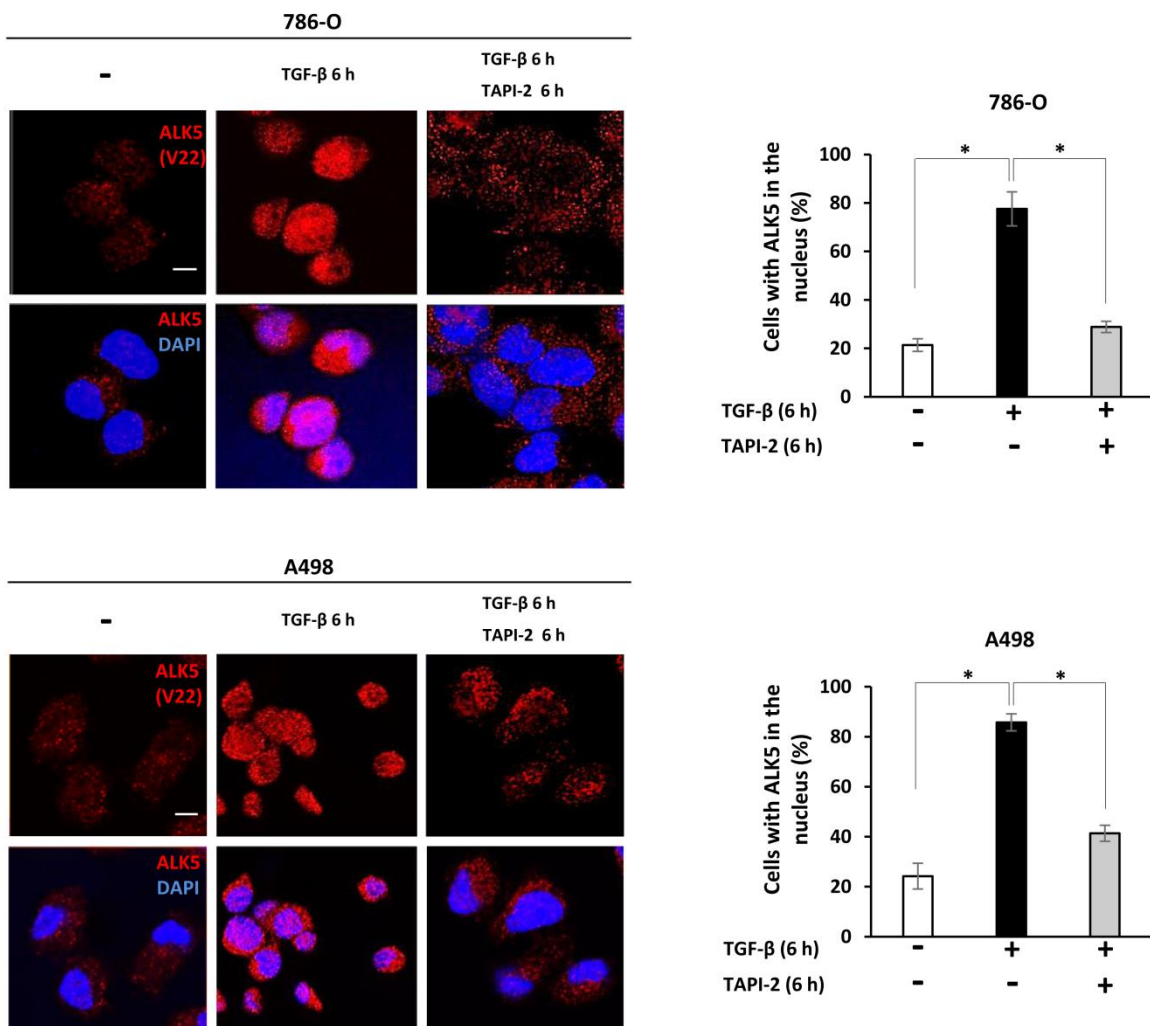 786-O
-
TGF-β 6 h
TGF-β 6 h
TAPI-2 6 h
ALK5
(V22)
ALK5
DAPI
786-O
Cells with ALK5 in the
nucleus (%)
100
80
60
40
20
0
*
*
TGF-β (6 h) - + +
TAPI-2 (6 h) - - +
A498
-
TGF-β 6 h
TGF-β 6 h
TAPI-2 6 h
ALK5
(V22)
ALK5
DAPI
A498
Cells with ALK5 in the
nucleus (%)
100
80
60
40
20
0
*
*
TGF-β (6 h) - + +
TAPI-2 (6 h) - - +